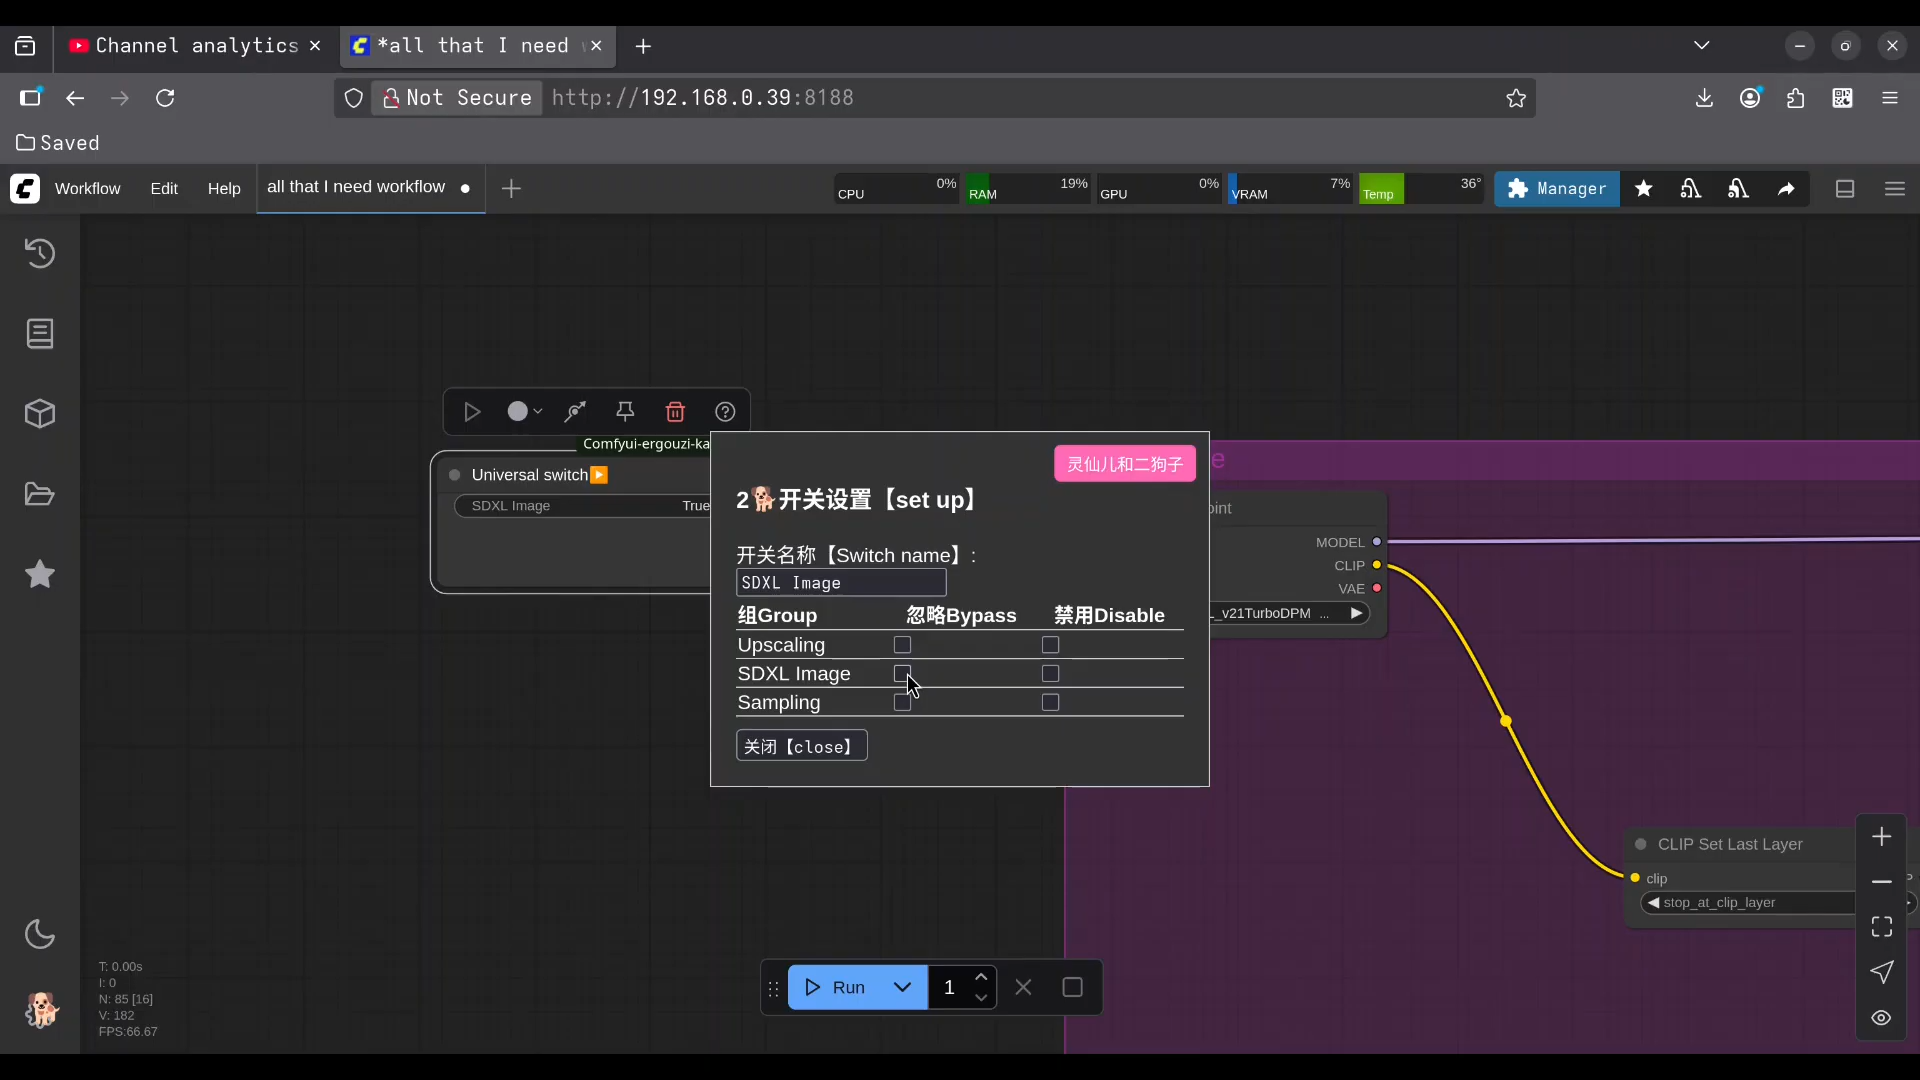 Channel analytics
*all that I need
Not Secure
http://192.168.0.39:8188
Saved
Workflow
Edit
Help
all that I need workflow
CPU
0%
RAM
19%
GPU
0%
VRAM
7%
Temp
36°
Manager
Comfyui-ergouzi-ka
Universal switch
SDXL Image
True
灵仙儿和二狗子
2🐕开关设置【set up】
开关名称【Switch name】:
SDXL Image
组Group
忽略Bypass
禁用Disable
Upscaling
SDXL Image
Sampling
关闭【close】
e
oint
MODEL
CLIP
VAE
L_v21TurboDPM ...
CLIP Set Last Layer
clip
stop_at_clip_layer
Run
1
T: 0.00s
I: 0
N: 85 [16]
V: 182
FPS:66.67